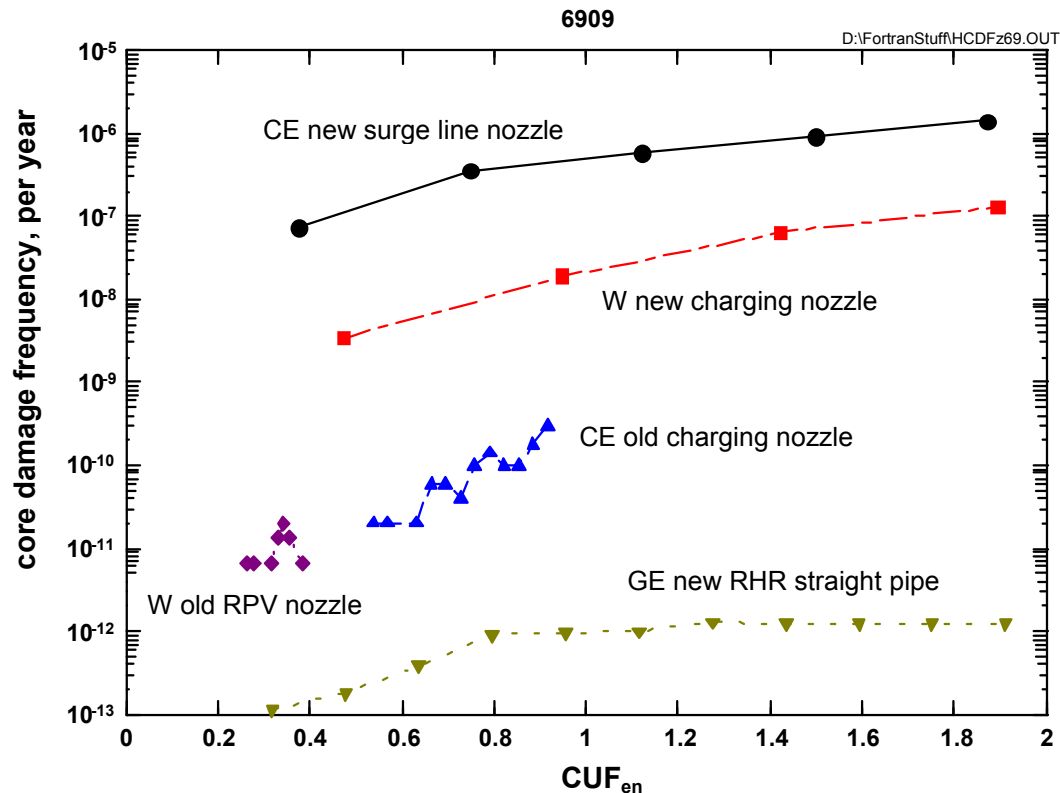 6909
D:\FortranStuff\HCDFz69.OUT
10-5
10-6
10-7
10-8
10-9
10-10
10-11
10-12
10-13
core damage frequency, per year
CE new surge line nozzle
W new charging nozzle
CE old charging nozzle
W old RPV nozzle
GE new RHR straight pipe
0 0.2 0.4 0.6 0.8 1 1.2 1.4 1.6 1.8 2
CUFen